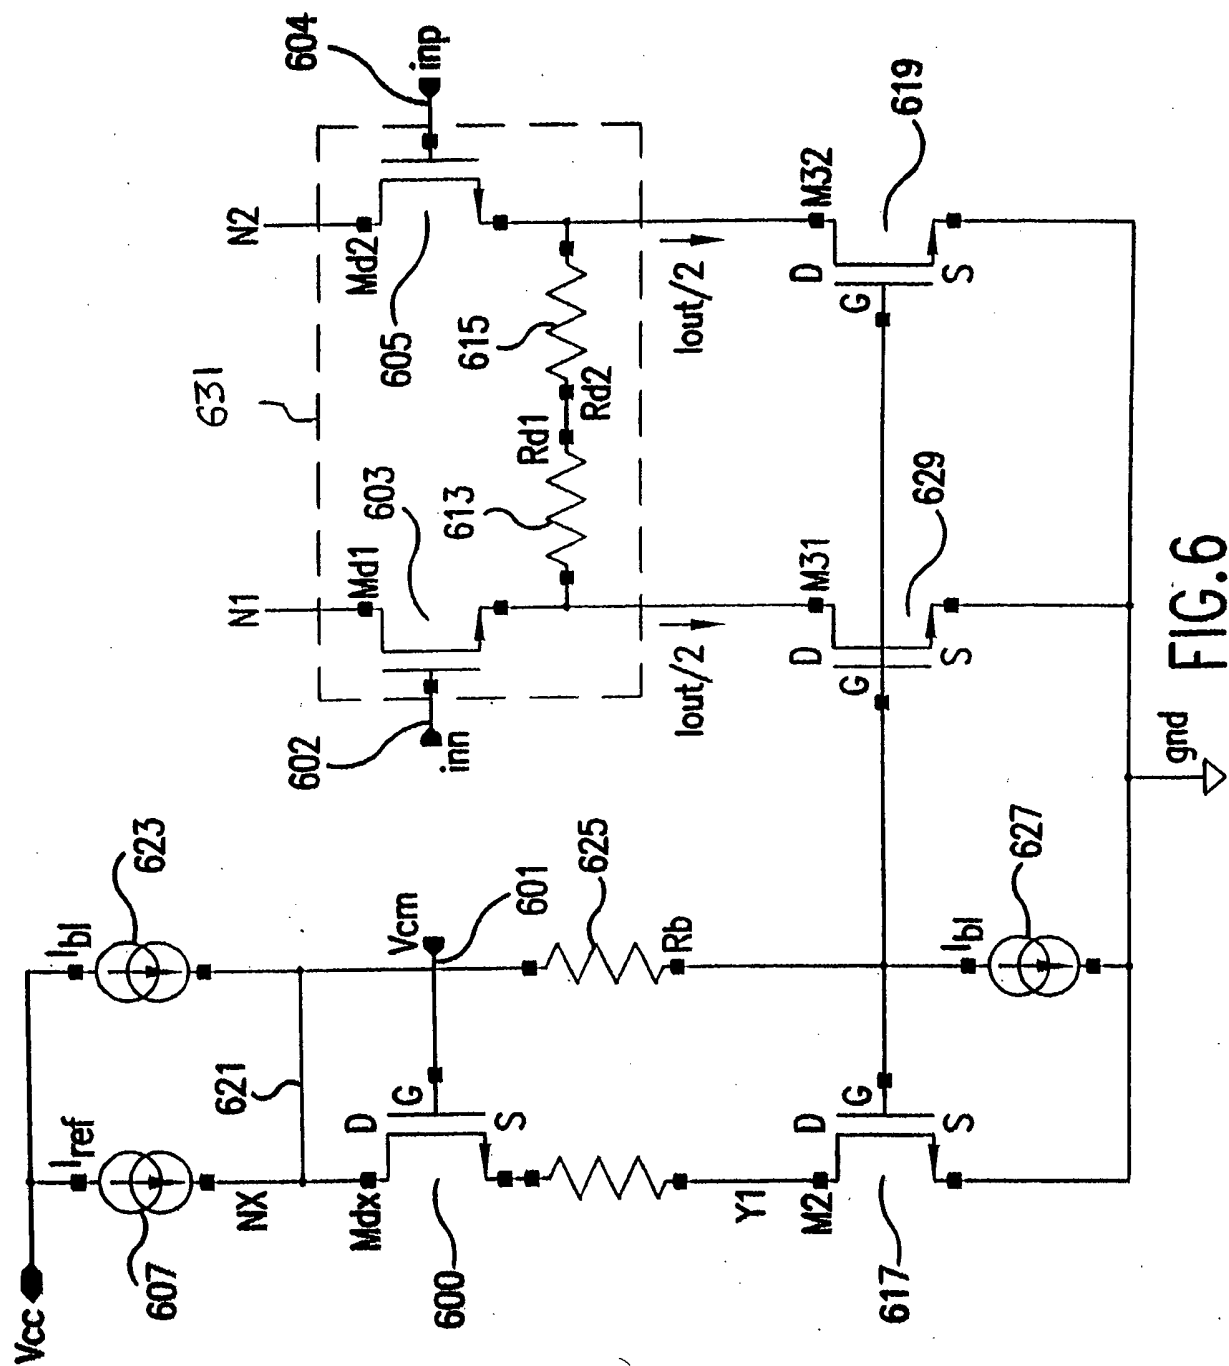 Vcc
607
Iref
623
Ibl
NX
621
Mdx
D
G
S
600
Vcm
601
625
Rb
Y1
M2
D
G
S
617
Ibl
627
gnd
N1
N2
631
Md1
Md2
603
605
602
inn
604
inp
613
Rd1
615
Rd2
Iout/2
Iout/2
M31
D
G
S
629
M32
D
G
S
619
FIG.6